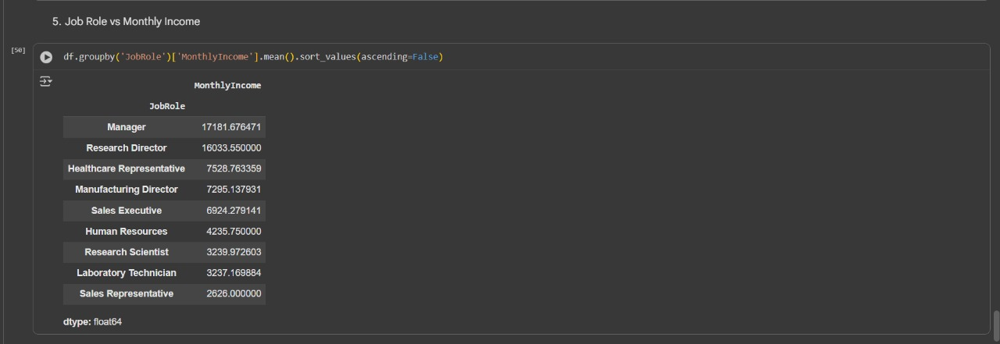 5. Job Role vs Monthly Income
[50]
df.groupby('JobRole')['MonthlyIncome'].mean().sort_values(ascending=False)
MonthlyIncome
JobRole
Manager 17181.676471
Research Director 16033.550000
Healthcare Representative 7528.763359
Manufacturing Director 7295.137931
Sales Executive 6924.279141
Human Resources 4235.750000
Research Scientist 3239.972603
Laboratory Technician 3237.169884
Sales Representative 2626.000000
dtype: float64